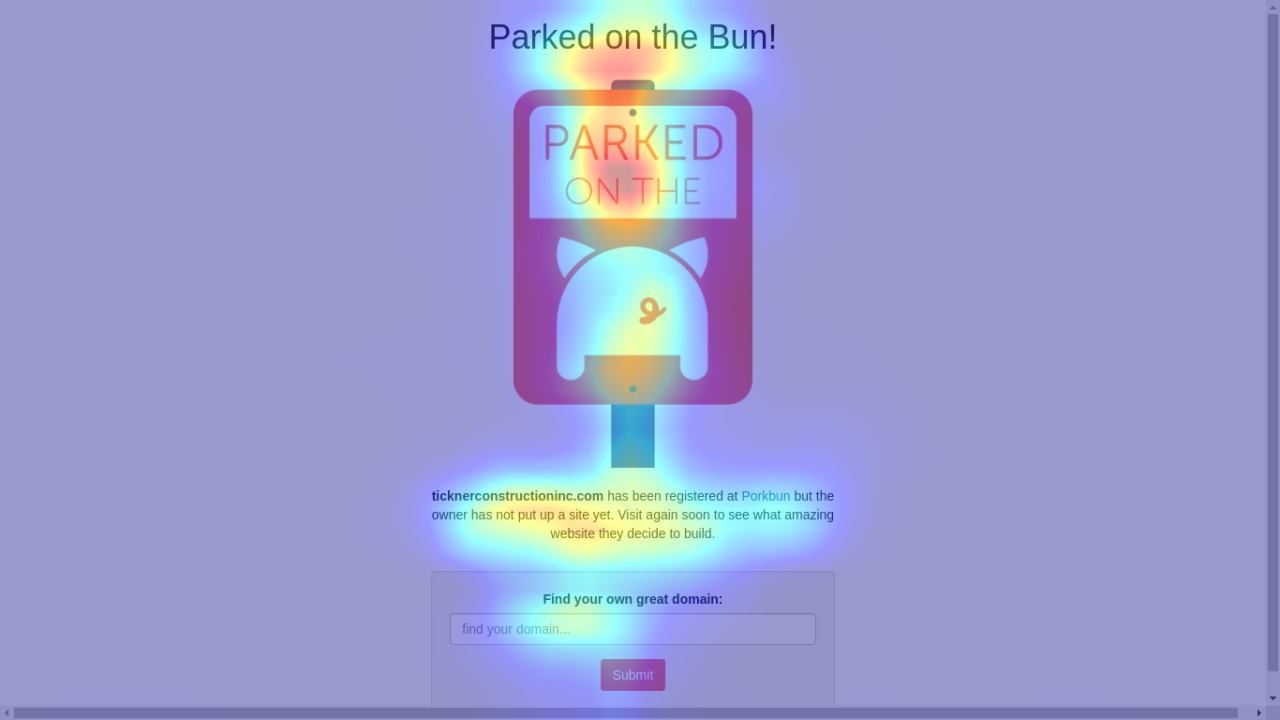 Parked on the Bun!
PARKED
ON THE
ticknerconstructioninc.com has been registered at Porkbun but the
owner has not put up a site yet. Visit again soon to see what amazing
website they decide to build.
Find your own great domain:
find your domain...
Submit